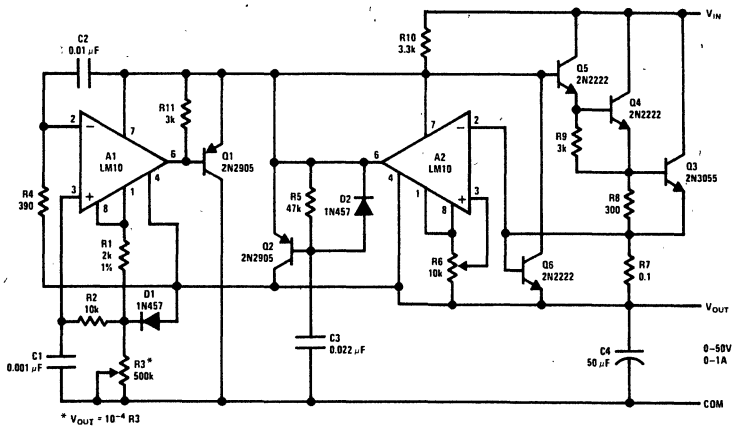 C2
0.01 µF
R10
3.3k
V_IN
Q5
2N2222
Q4
2N2222
R11
3k
2
7
A1
LM10
6
3
8
1
4
Q1
2N2905
6
7
2
A2
LM10
4
1
8
3
R9
3k
Q3
2N3055
R4
390
R5
47k
D2
1N457
R8
300
R1
2k
1%
Q2
2N2905
R6
10k
Q6
2N2222
R7
0.1
R2
10k
D1
1N457
V_OUT
C1
0.001 µF
R3*
500k
C3
0.022 µF
C4
50 µF
0–50V
0–1A
COM
* V_OUT = 10⁻⁴ R3